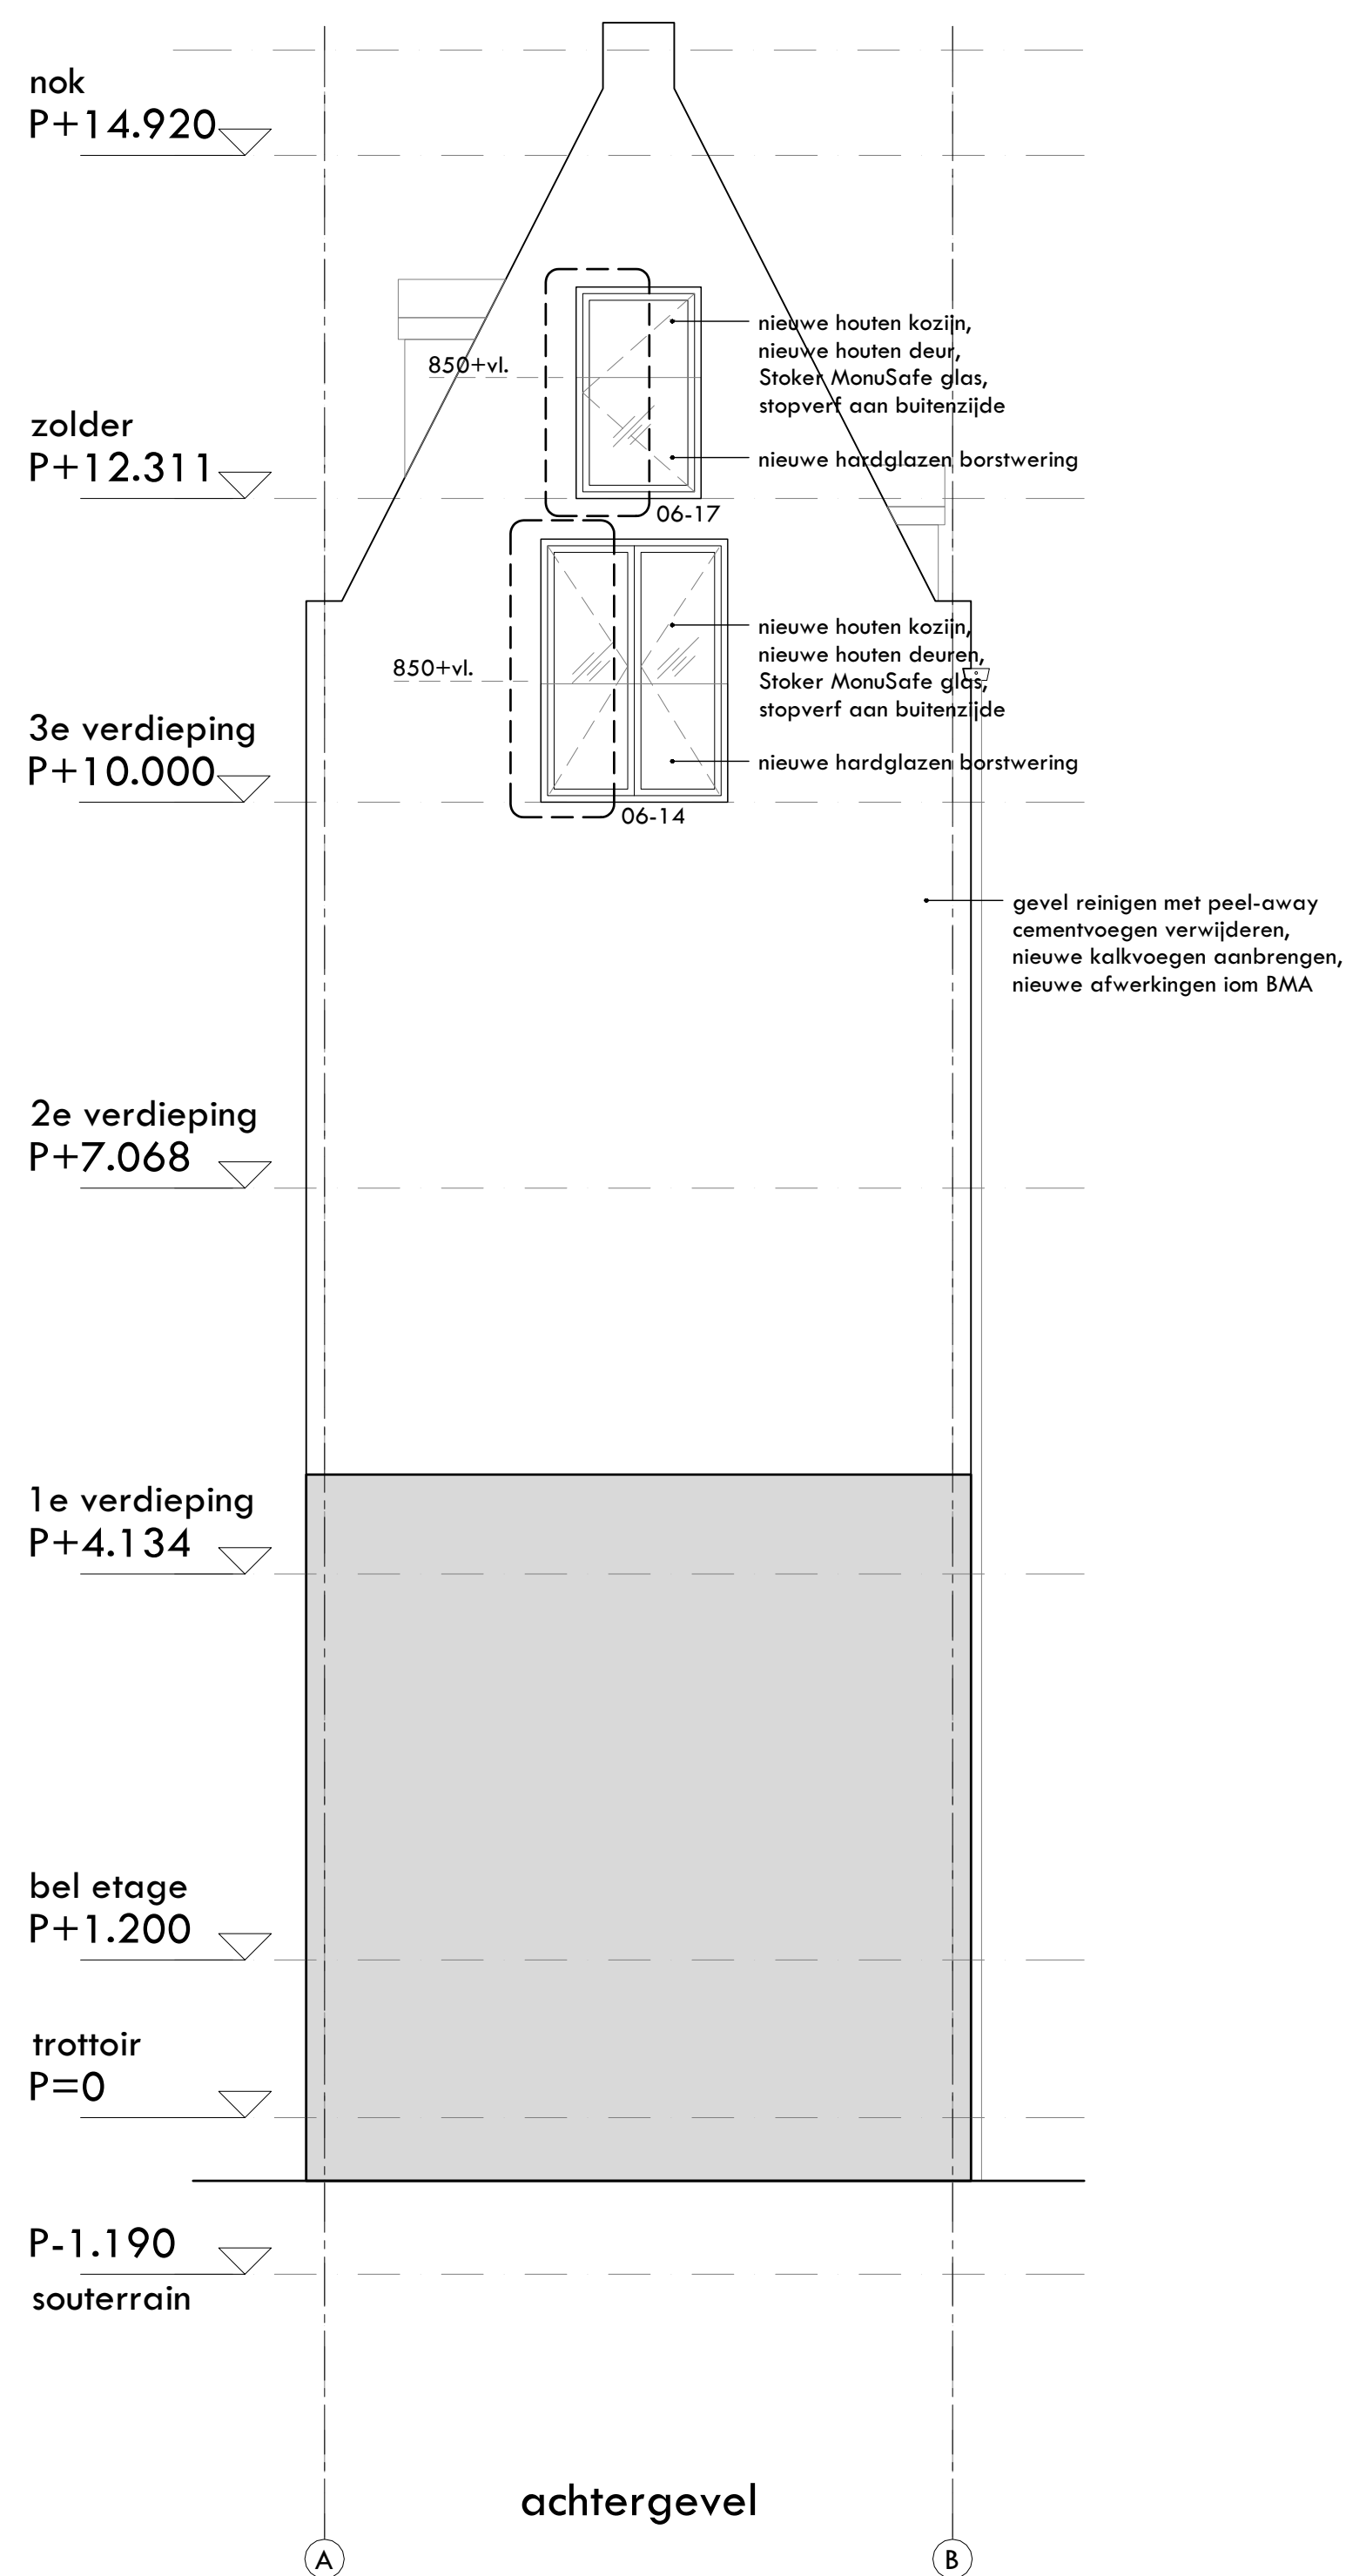 nok
P+14.920
nieuwe houten kozijn,
nieuwe houten deur,
Stoker MonuSafe glas,
stopverf aan buitenzijde
850+vl.
zolder
P+12.311
nieuwe hardglazen borstwering
06-17
nieuwe houten kozijn,
nieuwe houten deuren,
Stoker MonuSafe glas,
stopverf aan buitenzijde
850+vl.
3e verdieping
P+10.000
nieuwe hardglazen borstwering
06-14
gevel reinigen met peel-away
cementvoegen verwijderen,
nieuwe kalkvoegen aanbrengen,
nieuwe afwerkingen iom BMA
2e verdieping
P+7.068
1e verdieping
P+4.134
bel etage
P+1.200
trottoir
P=0
P-1.190
souterrain
achtergevel
A
B